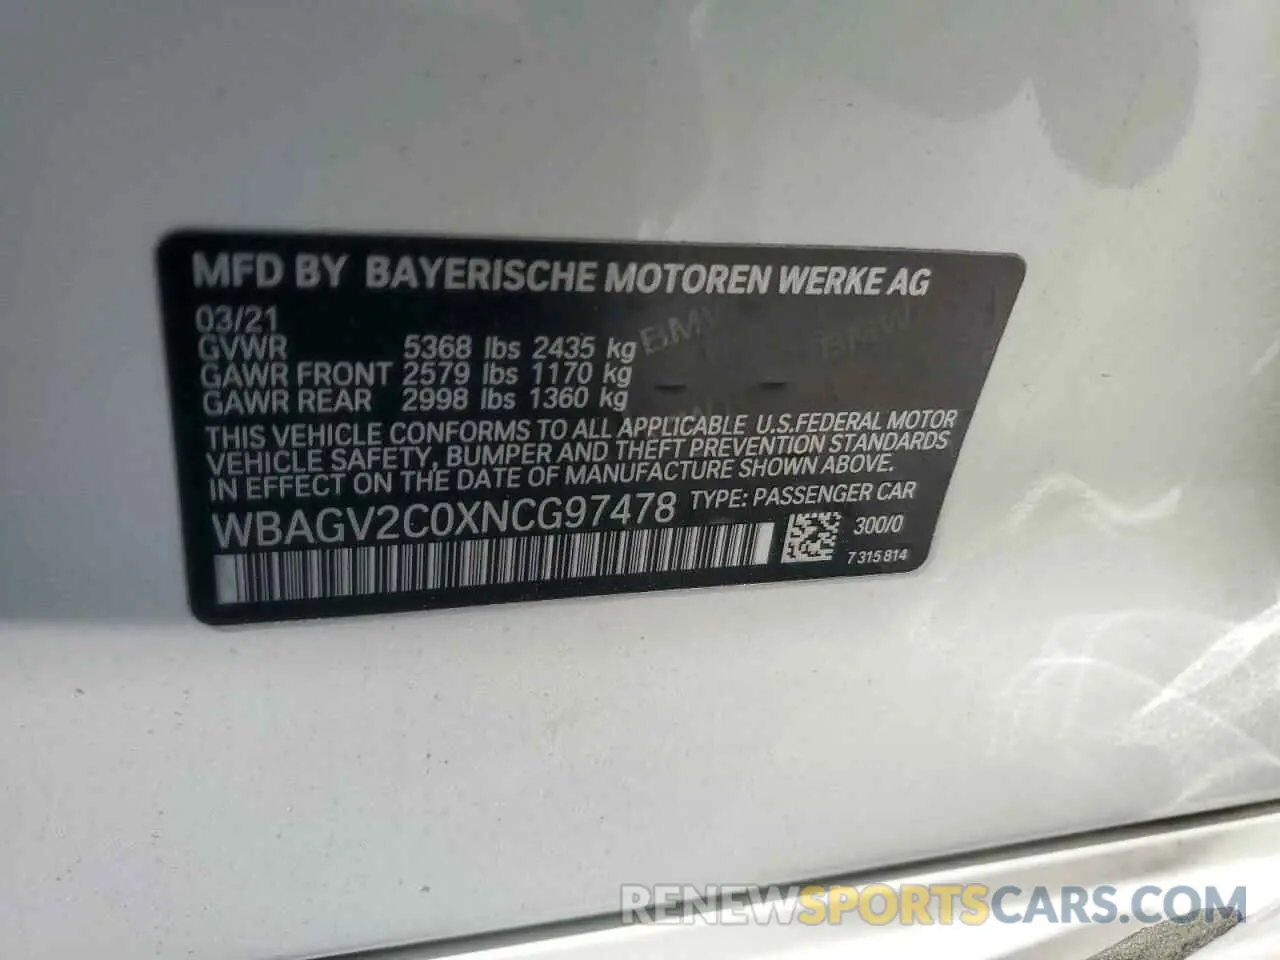 MFD BY BAYERISCHE MOTOREN WERKE AG
03/21
GVWR 5368 lbs 2435 kg
GAWR FRONT 2579 lbs 1170 kg
GAWR REAR 2998 lbs 1360 kg
THIS VEHICLE CONFORMS TO ALL APPLICABLE U.S.FEDERAL MOTOR
VEHICLE SAFETY, BUMPER AND THEFT PREVENTION STANDARDS
IN EFFECT ON THE DATE OF MANUFACTURE SHOWN ABOVE.
WBAGV2C0XNCG97478 TYPE: PASSENGER CAR
300/0
7315814
BMW
BMW
RENEWSPORTSCARS.COM